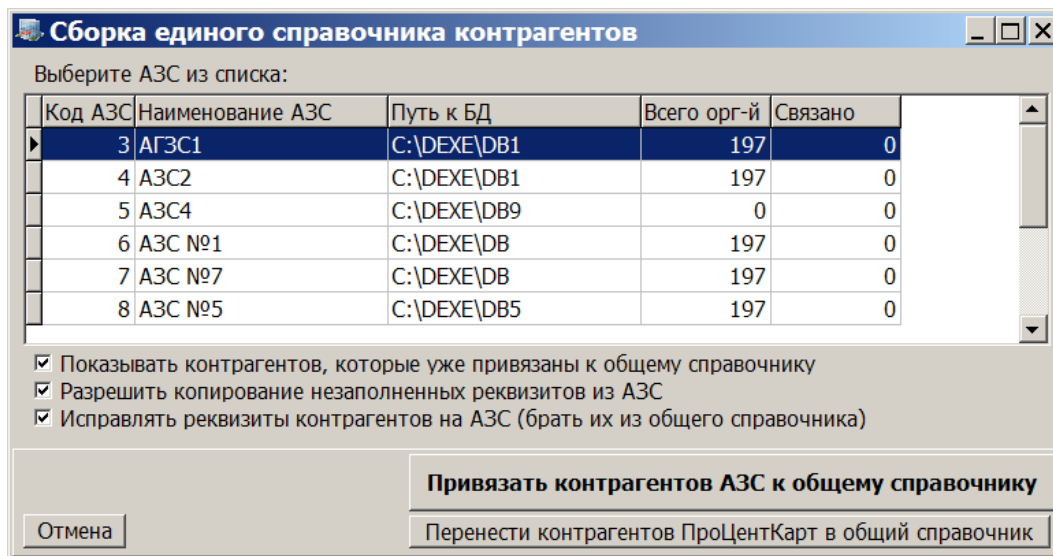 Сборка единого справочника контрагентов
Выберите АЗС из списка:
Код АЗС Наименование АЗС Путь к БД Всего орг-й Связано
3 АГЗС1 C:\DEXE\DB1 197 0
4 АЗС2 C:\DEXE\DB1 197 0
5 АЗС4 C:\DEXE\DB9 0 0
6 АЗС №1 C:\DEXE\DB 197 0
7 АЗС №7 C:\DEXE\DB 197 0
8 АЗС №5 C:\DEXE\DB5 197 0
Показывать контрагентов, которые уже привязаны к общему справочнику
Разрешить копирование незаполненных реквизитов из АЗС
Исправлять реквизиты контрагентов на АЗС (брать их из общего справочника)
Привязать контрагентов АЗС к общему справочнику
Отмена Перенести контрагентов ПроЦентКарт в общий справочник